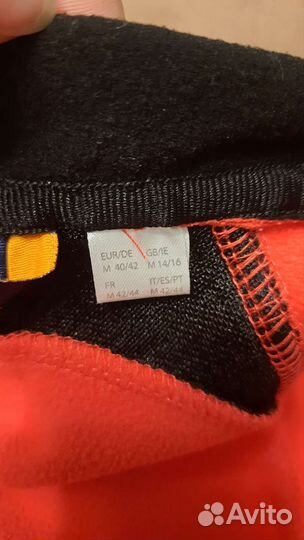 EUR/DE GB/IE
M 40/42 M 14/16
FR IT/ES/PT
M 42/44 M 42/44
Avito